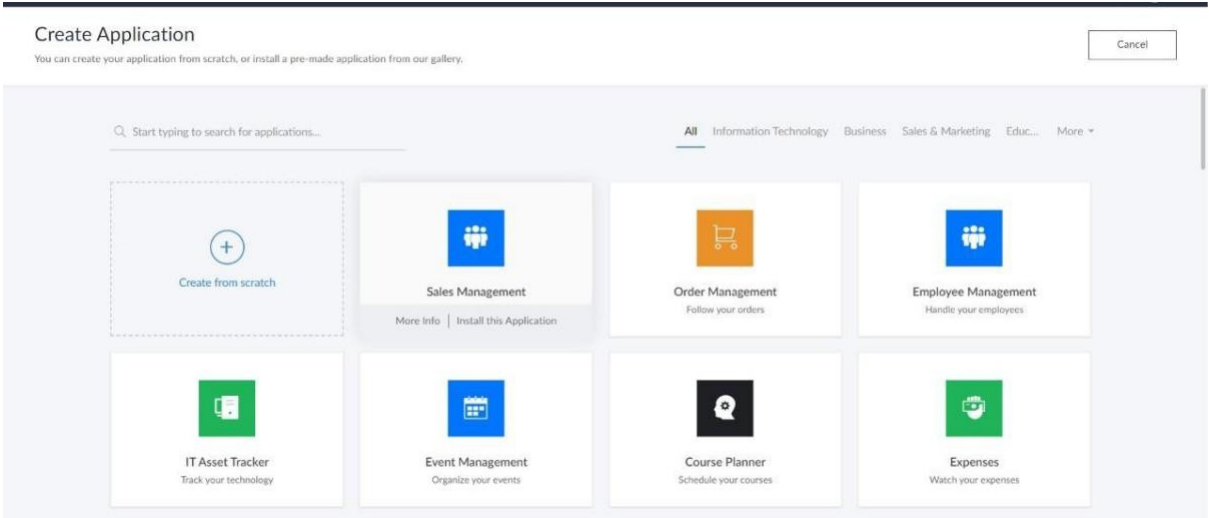 Create Application
Cancel
You can create your application from scratch, or install a pre-made application from our gallery.
Start typing to search for applications...
All Information Technology Business Sales & Marketing Educ... More
Create from scratch
Sales Management
More Info | Install this Application
Order Management
Follow your orders
Employee Management
Handle your employees
IT Asset Tracker
Track your technology
Event Management
Organize your events
Course Planner
Schedule your courses
Expenses
Watch your expenses